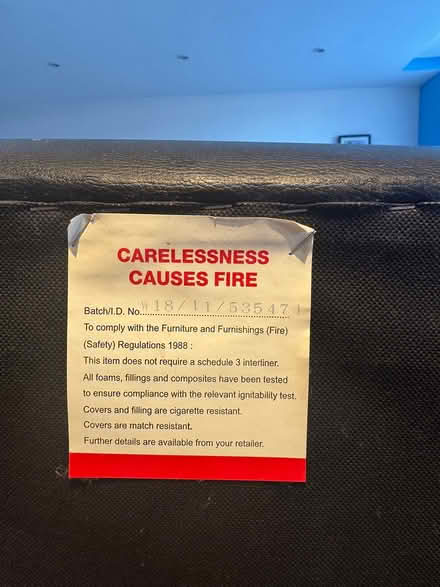 CARELESSNESS
CAUSES FIRE
Batch/I.D. No. W18/11/535471
To comply with the Furniture and Furnishings (Fire)
(Safety) Regulations 1988 :
This item does not require a schedule 3 interliner.
All foams, fillings and composites have been tested
to ensure compliance with the relevant ignitability test.
Covers and filling are cigarette resistant.
Covers are match resistant.
Further details are available from your retailer.